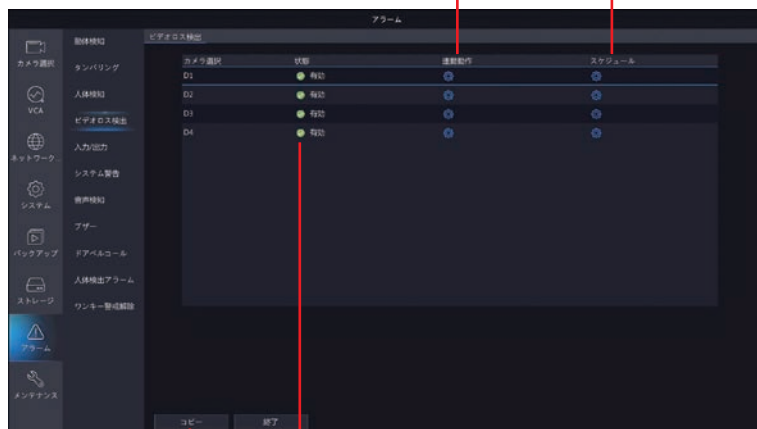 アラーム
カメラ選択
VCA
ネットワーク..
システム
バックアップ
ストレージ
アラーム
メンテナンス
動体検知
タンパリング
人体検知
ビデオロス検出
入力/出力
システム警告
音声検知
ブザー
ドアベルコール
人体検出アラーム
ワンキー警戒解除
ビデオロス検出
カメラ選択 状態 連動動作 スケジュール
D1 有効
D2 有効
D3 有効
D4 有効
コピー 終了